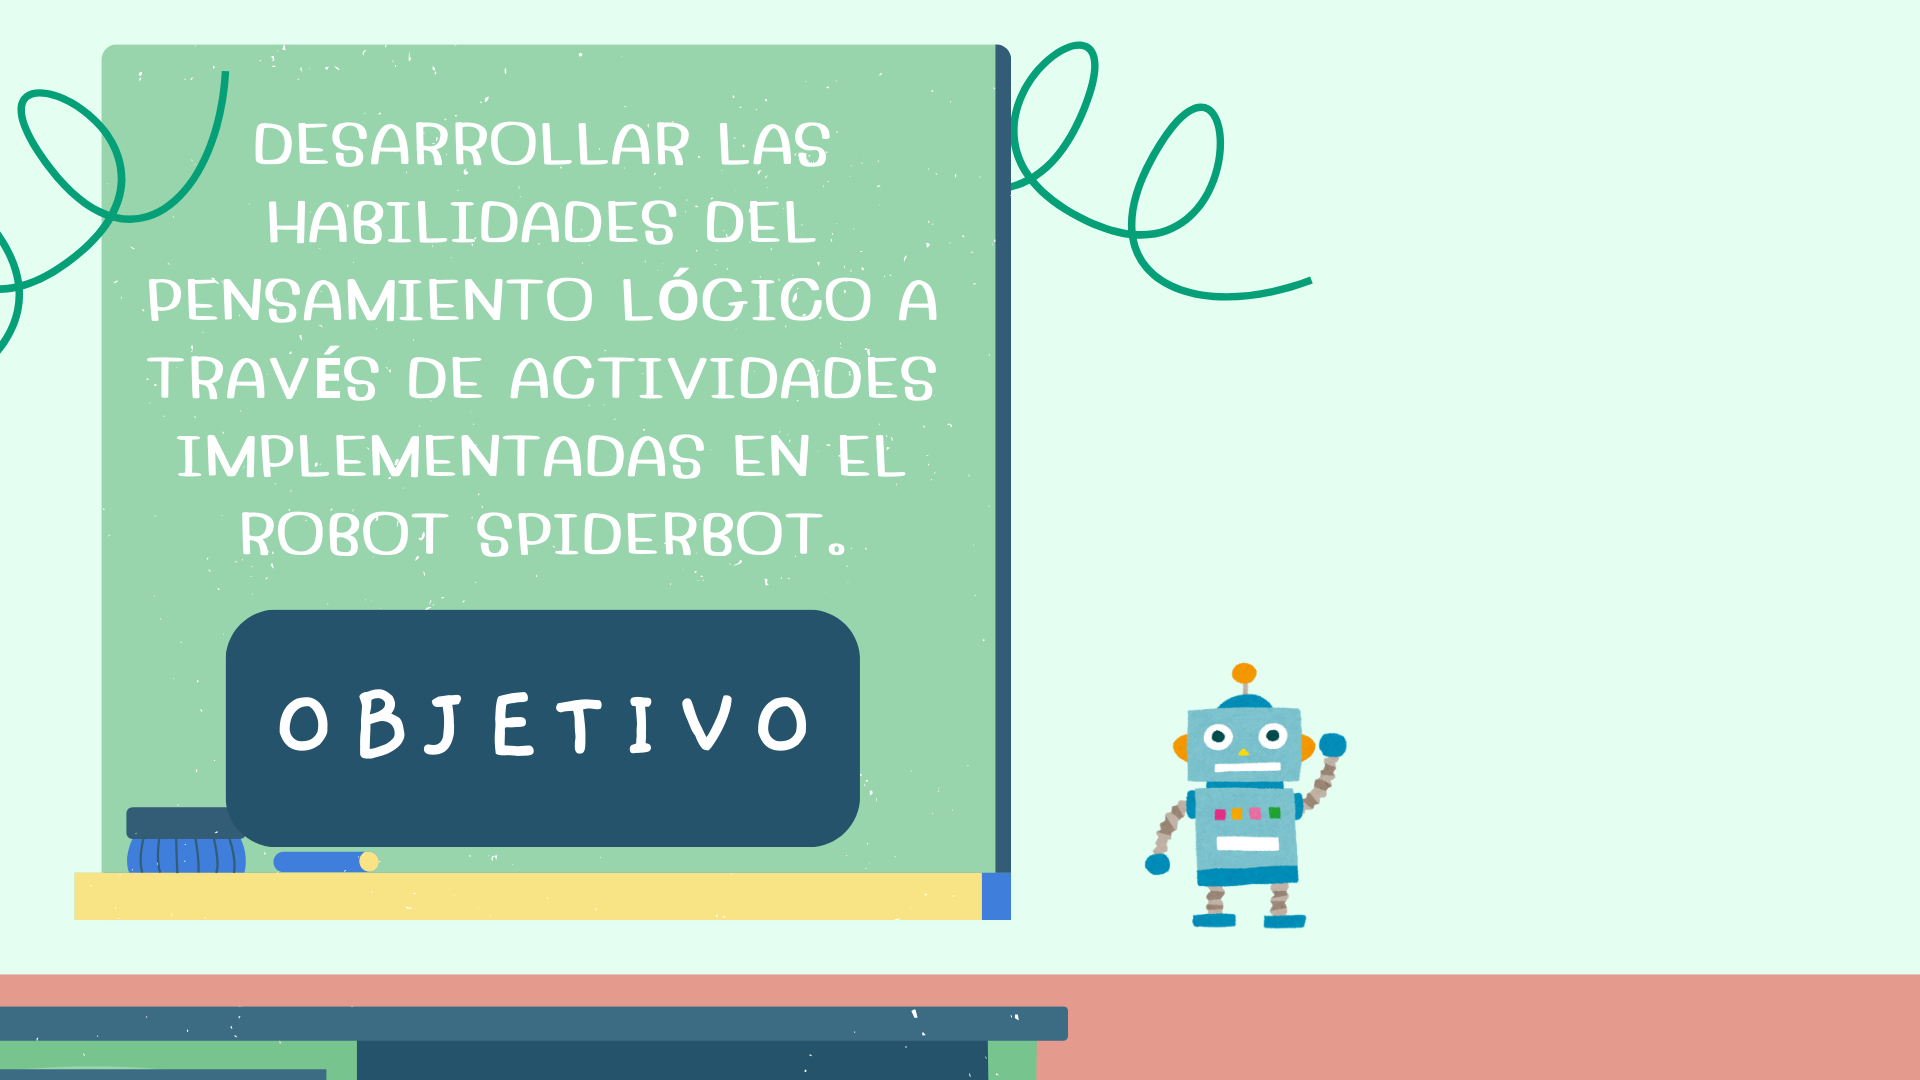 DESARROLLAR LAS
HABILIDADES DEL
PENSAMIENTO LÓGICO A
TRAVÉS DE ACTIVIDADES
IMPLEMENTADAS EN EL
ROBOT SPIDERBOT.
OBJETIVO